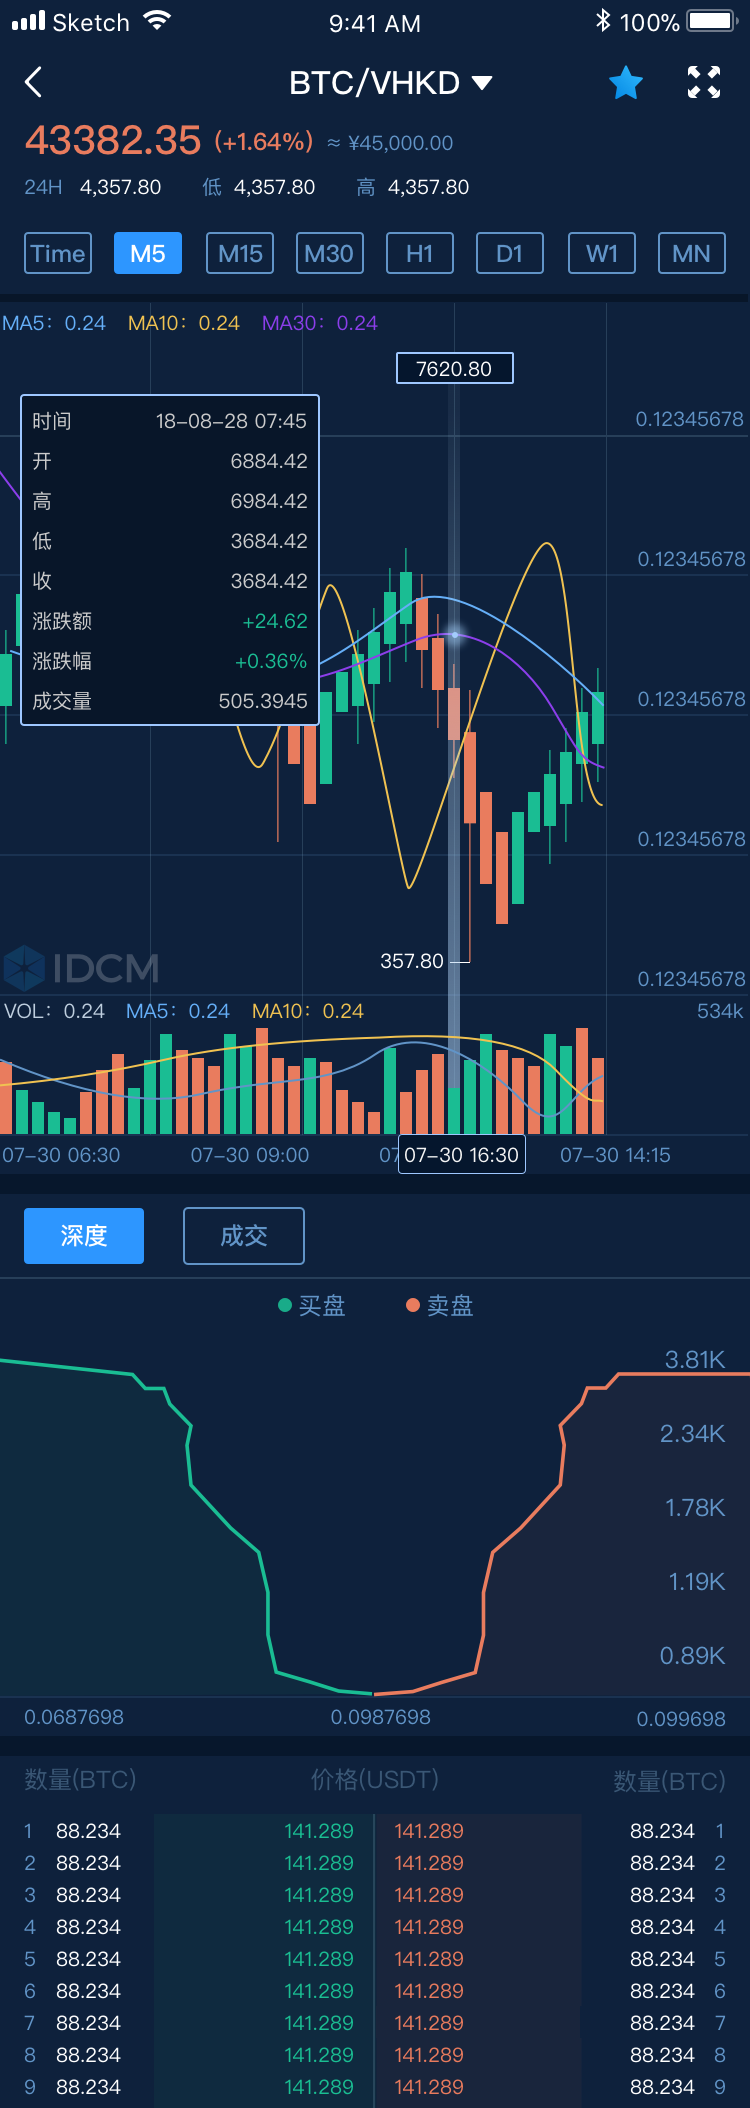 Sketch 9:41 AM 100%
BTC/VHKD
43382.35 (+1.64%) ≈ ¥45,000.00
24H 4,357.80 低 4,357.80 高 4,357.80
Time M5 M15 M30 H1 D1 W1 MN
MA5: 0.24 MA10: 0.24 MA30: 0.24
7620.80
时间 18-08-28 07:45
0.12345678
开 6884.42
高 6984.42
低 3684.42
0.12345678
收 3684.42
涨跌额 +24.62
涨跌幅 +0.36%
成交量 505.3945
0.12345678
0.12345678
357.80
IDCM
0.12345678
VOL: 0.24 MA5: 0.24 MA10: 0.24 534k
07-30 06:30 07-30 09:00 07 07-30 16:30 07-30 14:15
深度 成交
买盘 卖盘
3.81K
2.34K
1.78K
1.19K
0.89K
0.0687698 0.0987698 0.099698
数量(BTC) 价格(USDT) 数量(BTC)
1 88.234 141.289 141.289 88.234 1
2 88.234 141.289 141.289 88.234 2
3 88.234 141.289 141.289 88.234 3
4 88.234 141.289 141.289 88.234 4
5 88.234 141.289 141.289 88.234 5
6 88.234 141.289 141.289 88.234 6
7 88.234 141.289 141.289 88.234 7
8 88.234 141.289 141.289 88.234 8
9 88.234 141.289 141.289 88.234 9